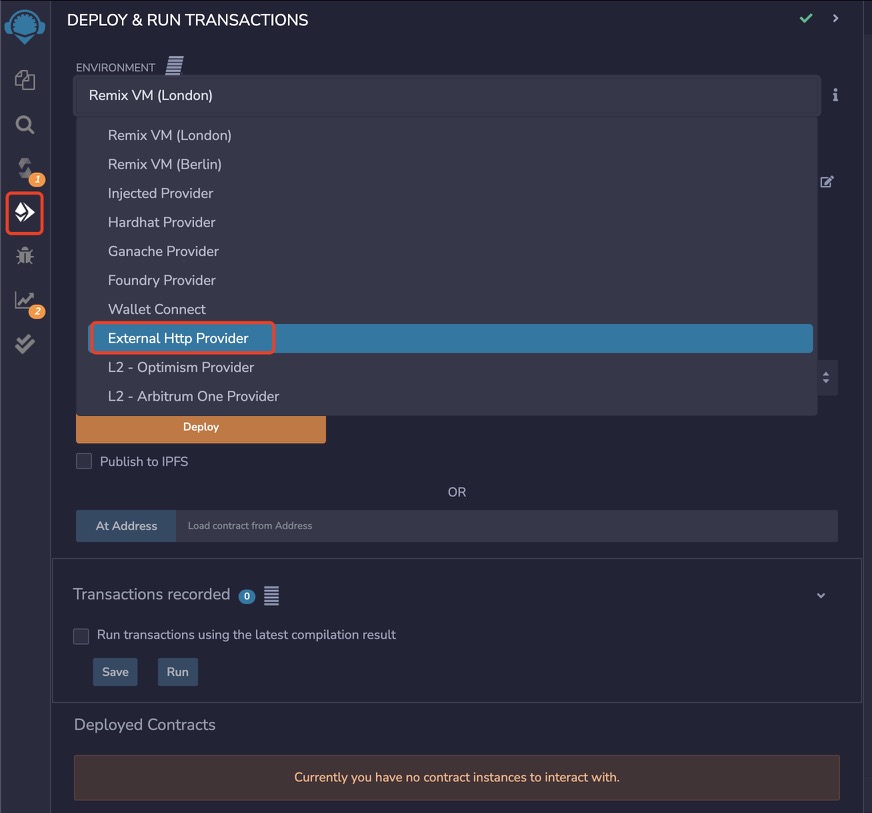 DEPLOY & RUN TRANSACTIONS
ENVIRONMENT
Remix VM (London)
Remix VM (London)
Remix VM (Berlin)
1
Injected Provider
Hardhat Provider
Ganache Provider
Foundry Provider
Wallet Connect
2
External Http Provider
L2 - Optimism Provider
L2 - Arbitrum One Provider
Deploy
Publish to IPFS
OR
At Address Load contract from Address
Transactions recorded 0
Run transactions using the latest compilation result
Save Run
Deployed Contracts
Currently you have no contract instances to interact with.